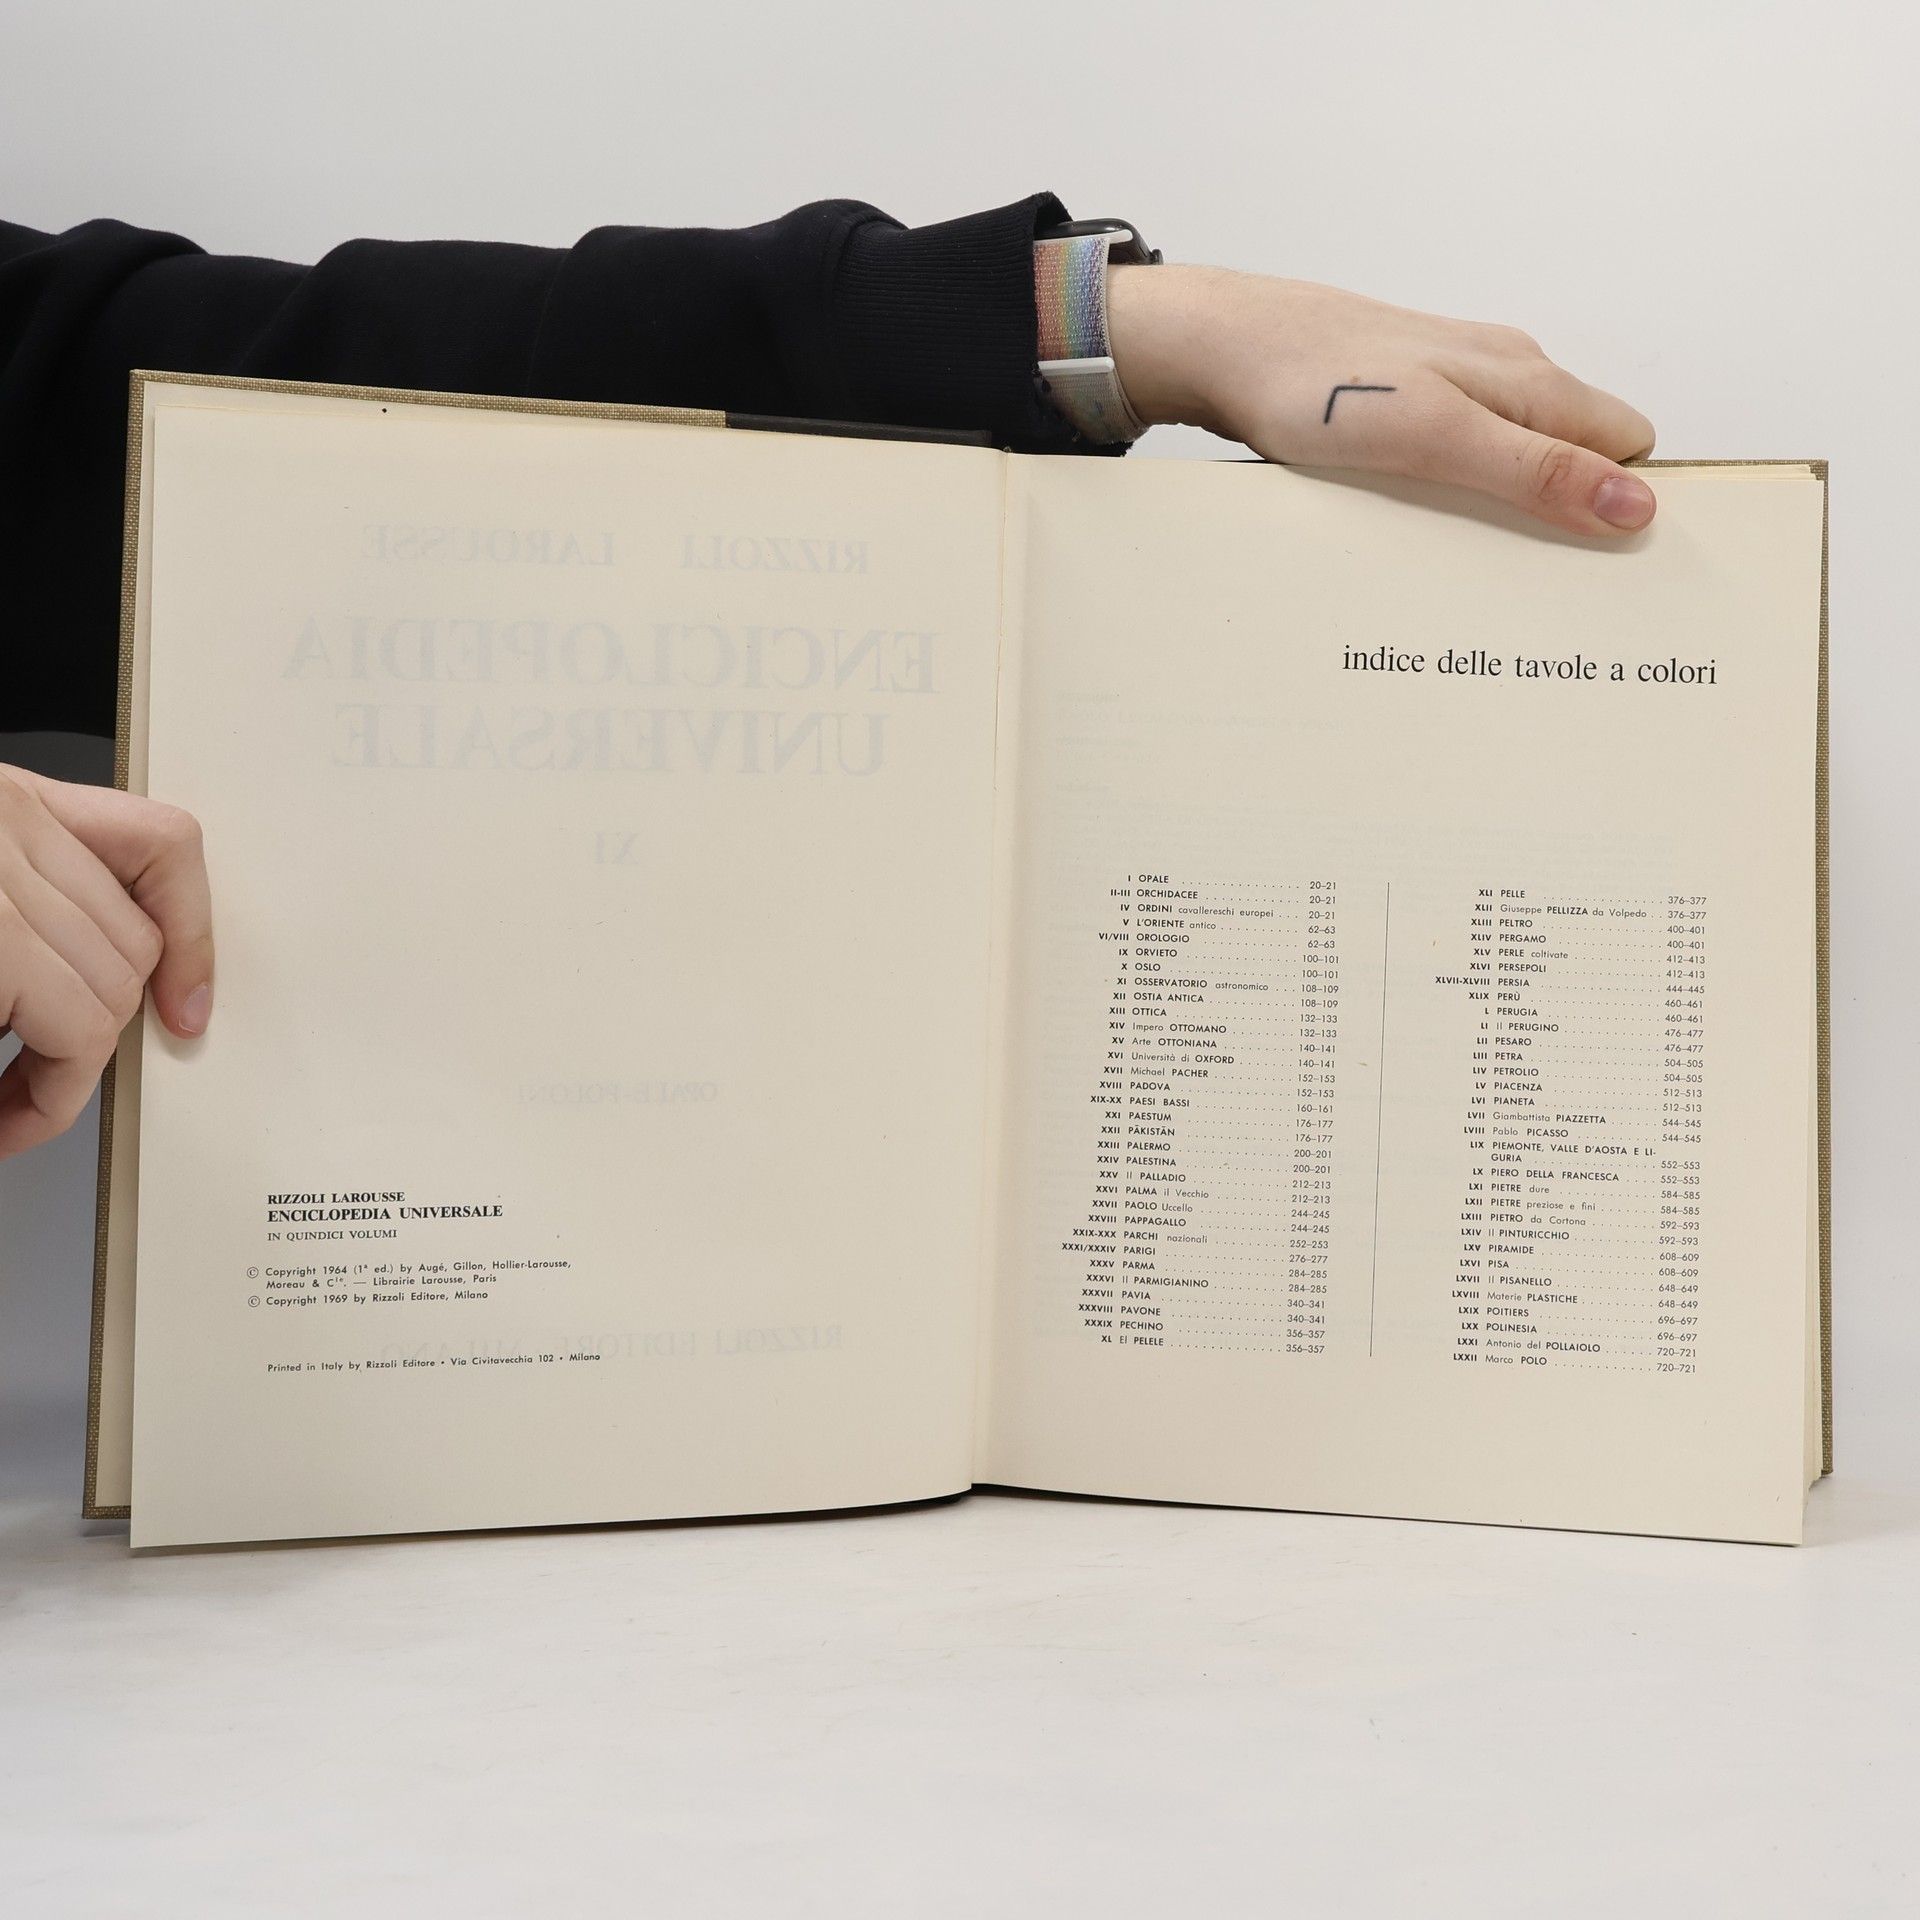 RIZZOLI LAROUSSE
ENCICLOPEDIA
UNIVERSALE
XI
OPALE-POLONI
RIZZOLI EDITORE MILANO
RIZZOLI LAROUSSE
ENCICLOPEDIA UNIVERSALE
IN QUINDICI VOLUMI
© Copyright 1964 (1ª ed.) by Augé, Gillon, Hollier-Larousse,
Moreau & Cie. — Librairie Larousse, Paris
© Copyright 1969 by Rizzoli Editore, Milano
Printed in Italy by Rizzoli Editore • Via Civitavecchia 102 • Milano
indice delle tavole a colori
I OPALE . . . . . . . . . . . . . . . 20–21
II-III ORCHIDACEE . . . . . . . . . . . . . 20–21
IV ORDINI cavallereschi europei . . . 20–21
V L'ORIENTE antico . . . . . . . . . . . 62–63
VI/VIII OROLOGIO . . . . . . . . . . . . . 62–63
IX ORVIETO . . . . . . . . . . . . . . 100–101
X OSLO . . . . . . . . . . . . . . . . 100–101
XI OSSERVATORIO astronomico . . . 108–109
XII OSTIA ANTICA . . . . . . . . . . . 108–109
XIII OTTICA . . . . . . . . . . . . . . . 132–133
XIV Impero OTTOMANO . . . . . . . . 132–133
XV Arte OTTONIANA . . . . . . . . . 140–141
XVI Università di OXFORD . . . . . . . 140–141
XVII Michael PACHER . . . . . . . . . . 152–153
XVIII PADOVA . . . . . . . . . . . . . . 152–153
XIX-XX PAESI BASSI . . . . . . . . . . . . 160–161
XXI PAESTUM . . . . . . . . . . . . . 176–177
XXII PĀKISTĀN . . . . . . . . . . . . . 176–177
XXIII PALERMO . . . . . . . . . . . . . 200–201
XXIV PALESTINA . . . . . . . . . . . . . 200–201
XXV Il PALLADIO . . . . . . . . . . . . 212–213
XXVI PALMA il Vecchio . . . . . . . . . 212–213
XXVII PAOLO Uccello . . . . . . . . . . . 244–245
XXVIII PAPPAGALLO . . . . . . . . . . . . 244–245
XXIX-XXX PARCHI nazionali . . . . . . . . . . 252–253
XXXI/XXXIV PARIGI . . . . . . . . . . . . . . . 276–277
XXXV PARMA . . . . . . . . . . . . . . . 284–285
XXXVI Il PARMIGIANINO . . . . . . . . . 284–285
XXXVII PAVIA . . . . . . . . . . . . . . . 340–341
XXXVIII PAVONE . . . . . . . . . . . . . . 340–341
XXXIX PECHINO . . . . . . . . . . . . . . 356–357
XL El PELELE . . . . . . . . . . . . . 356–357
XLI PELLE . . . . . . . . . . . . . . . 376–377
XLII Giuseppe PELLIZZA da Volpedo . . 376–377
XLIII PELTRO . . . . . . . . . . . . . . 400–401
XLIV PERGAMO . . . . . . . . . . . . . 400–401
XLV PERLE coltivate . . . . . . . . . . 412–413
XLVI PERSEPOLI . . . . . . . . . . . . . 412–413
XLVII-XLVIII PERSIA . . . . . . . . . . . . . . . 444–445
XLIX PERÙ . . . . . . . . . . . . . . . . 460–461
L PERUGIA . . . . . . . . . . . . . . 460–461
LI Il PERUGINO . . . . . . . . . . . . 476–477
LII PESARO . . . . . . . . . . . . . . 476–477
LIII PETRA . . . . . . . . . . . . . . . 504–505
LIV PETROLIO . . . . . . . . . . . . . 504–505
LV PIACENZA . . . . . . . . . . . . . 512–513
LVI PIANETA . . . . . . . . . . . . . . 512–513
LVII Giambattista PIAZZETTA . . . . . . 544–545
LVIII Pablo PICASSO . . . . . . . . . . . 544–545
LIX PIEMONTE, VALLE D'AOSTA E LI-
GURIA . . . . . . . . . . . . . . . 552–553
LX PIERO DELLA FRANCESCA . . . . 552–553
LXI PIETRE dure . . . . . . . . . . . . 584–585
LXII PIETRE preziose e fini . . . . . . . 584–585
LXIII PIETRO da Cortona . . . . . . . . 592–593
LXIV Il PINTURICCHIO . . . . . . . . . . 592–593
LXV PIRAMIDE . . . . . . . . . . . . . 608–609
LXVI PISA . . . . . . . . . . . . . . . . 608–609
LXVII Il PISANELLO . . . . . . . . . . . 648–649
LXVIII Materie PLASTICHE . . . . . . . . . 648–649
LXIX POITIERS . . . . . . . . . . . . . 696–697
LXX POLINESIA . . . . . . . . . . . . . 696–697
LXXI Antonio del POLLAIOLO . . . . . . 720–721
LXXII Marco POLO . . . . . . . . . . . . 720–721